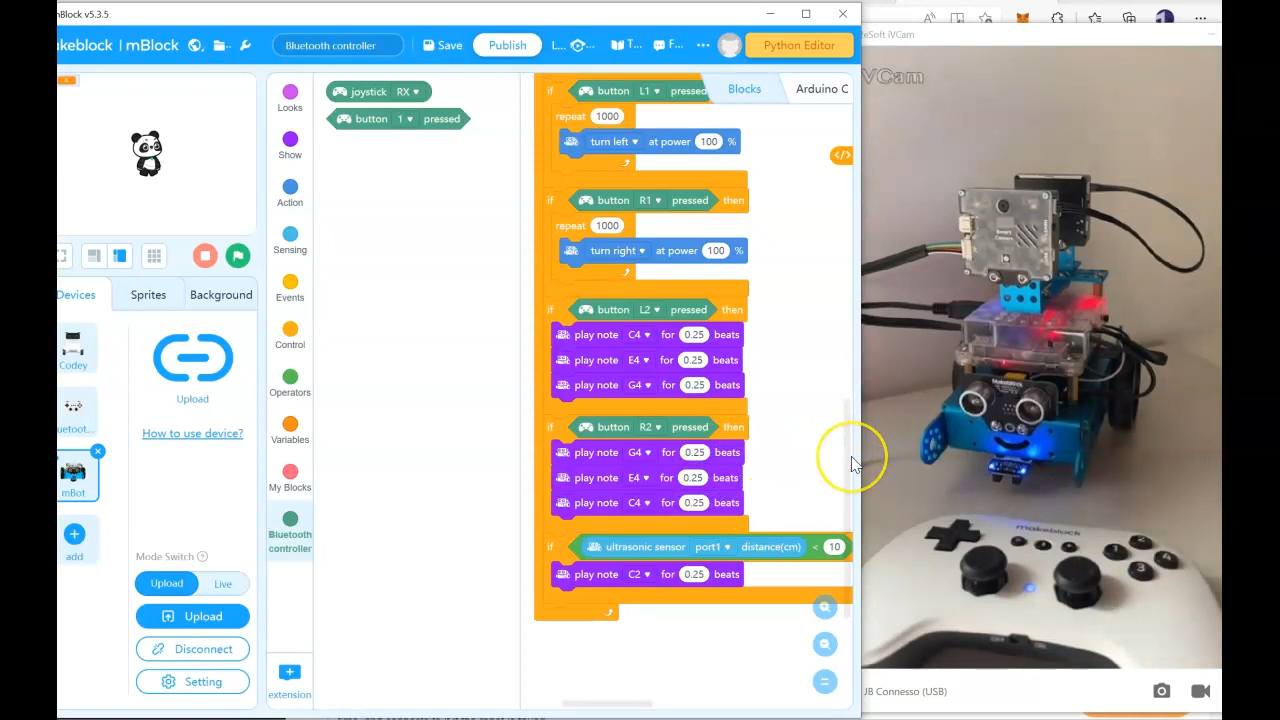 mBlock v5.3.5
akeblock | mBlock
Bluetooth controller
Save
Publish
L...
T...
F...
Python Editor
eSoft iVCam
VCam
Looks
Show
Action
Sensing
Events
Control
Operators
Variables
My Blocks
Bluetooth
controller
extension
joystick RX
button 1 pressed
Blocks
Arduino C
if button L1 pressed
repeat 1000
turn left at power 100 %
if button R1 pressed then
repeat 1000
turn right at power 100 %
if button L2 pressed then
play note C4 for 0.25 beats
play note E4 for 0.25 beats
play note G4 for 0.25 beats
if button R2 pressed then
play note G4 for 0.25 beats
play note E4 for 0.25 beats
play note C4 for 0.25 beats
if ultrasonic sensor port1 distance(cm) < 10
play note C2 for 0.25 beats
Devices
Sprites
Background
Codey
uetoot...
mBot
add
Upload
How to use device?
Mode Switch
Upload
Live
Upload
Disconnect
Setting
Makeblock
makeblock
1
2
3
4
JB Connesso (USB)